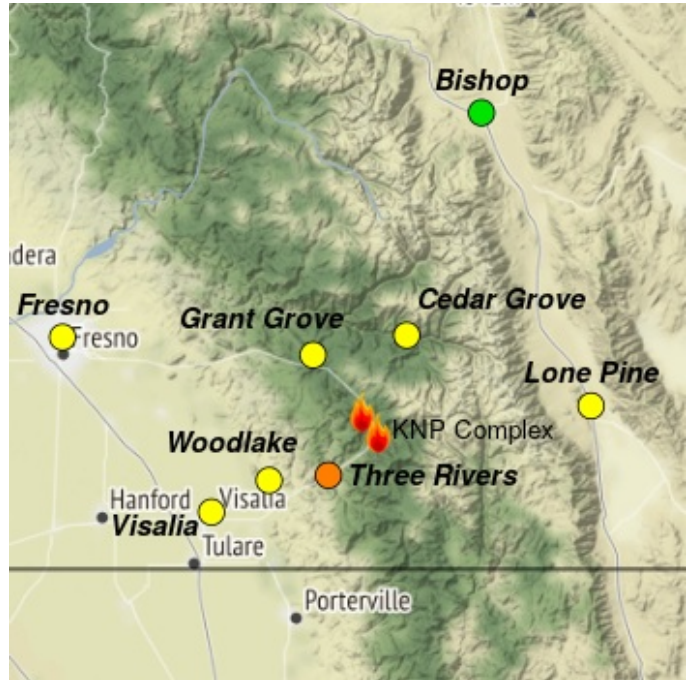 Bishop
dera
Cedar Grove
Fresno
Grant Grove
Fresno
Lone Pine
KNP Complex
Woodlake
Three Rivers
Hanford
Visalia
Visalia
Tulare
Porterville